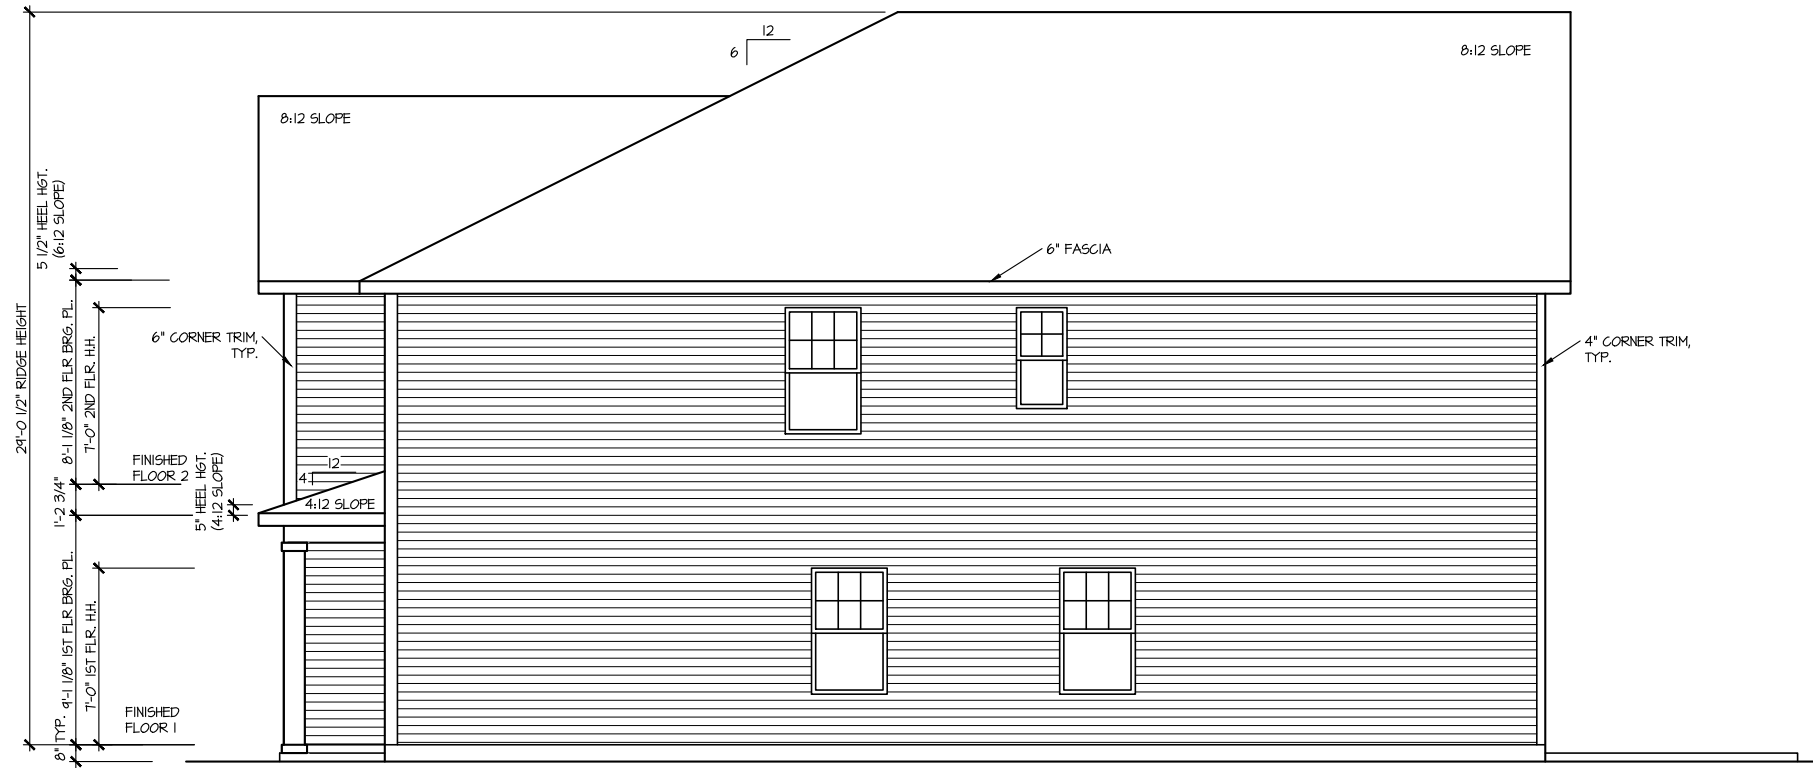 12
6
8:12 SLOPE
8:12 SLOPE
5 1/2" HEEL HGT.
(6:12 SLOPE)
6" FASCIA
29'-0 1/2" RIDGE HEIGHT
8'-1 1/8" 2ND FLR BRG. PL.
7'-0" 2ND FLR. H.H.
6" CORNER TRIM,
TYP.
4" CORNER TRIM,
TYP.
FINISHED
FLOOR 2
12
4
4:12 SLOPE
5" HEEL HGT.
(4:12 SLOPE)
1'-2 3/4"
9'-1 1/8" 1ST FLR BRG. PL.
7'-0" 1ST FLR. H.H.
FINISHED
FLOOR 1
8" TYP.